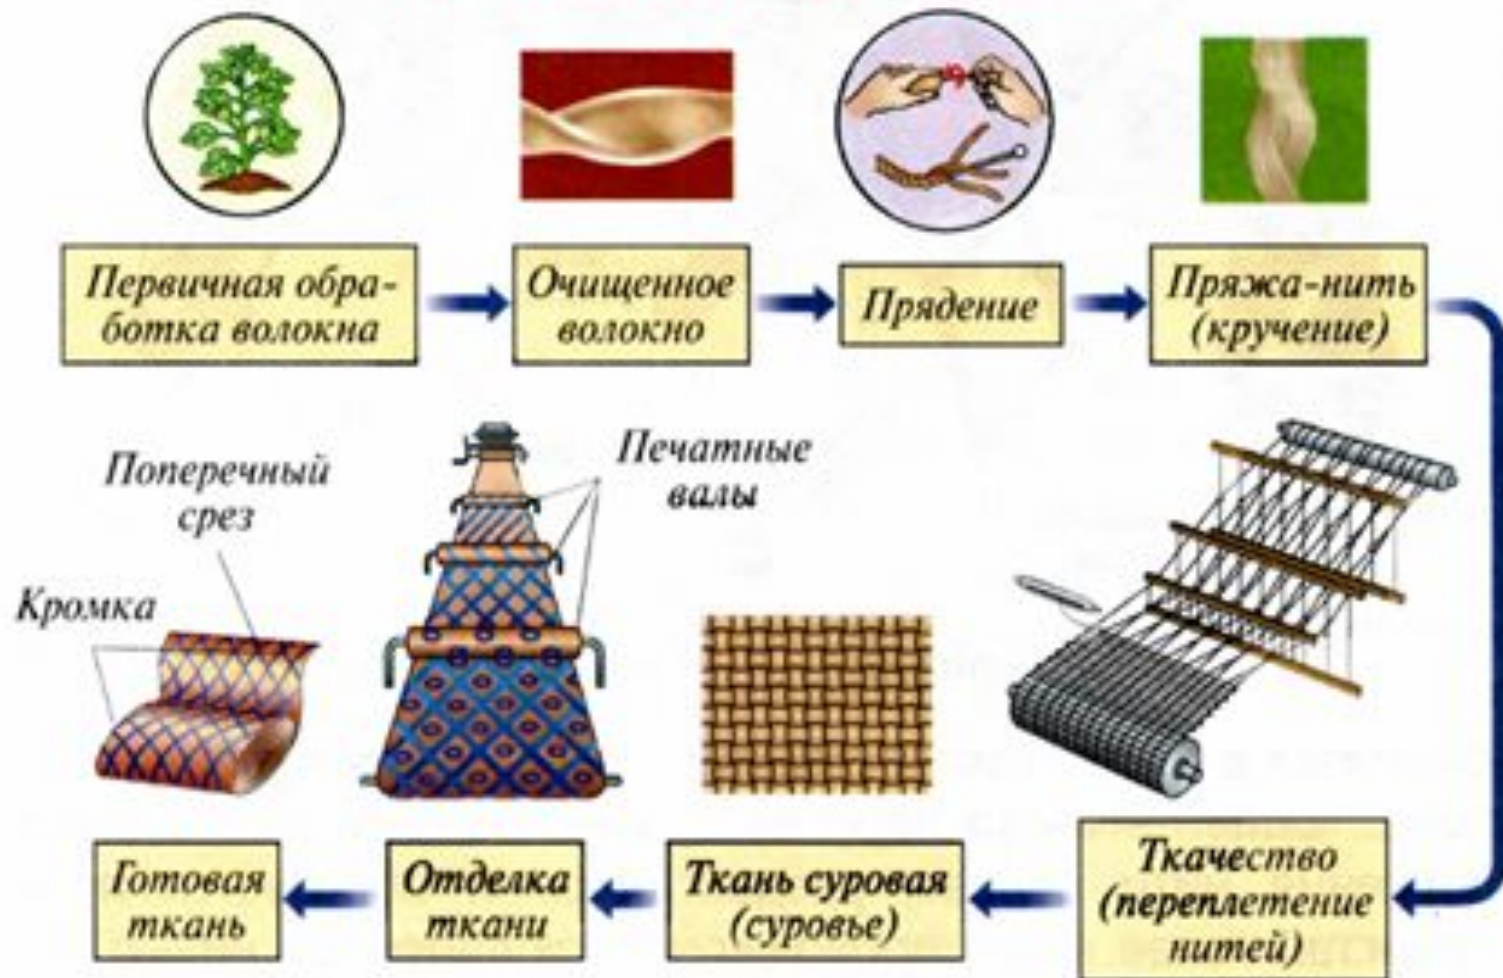 Первичная обра-
ботка волокна
Очищенное
волокно
Прядение
Пряжа-нить
(кручение)
Поперечный
срез
Кромка
Печатные
валы
Готовая
ткань
Отделка
ткани
Ткань суровая
(суровье)
Ткачество
(переплетение
нитей)